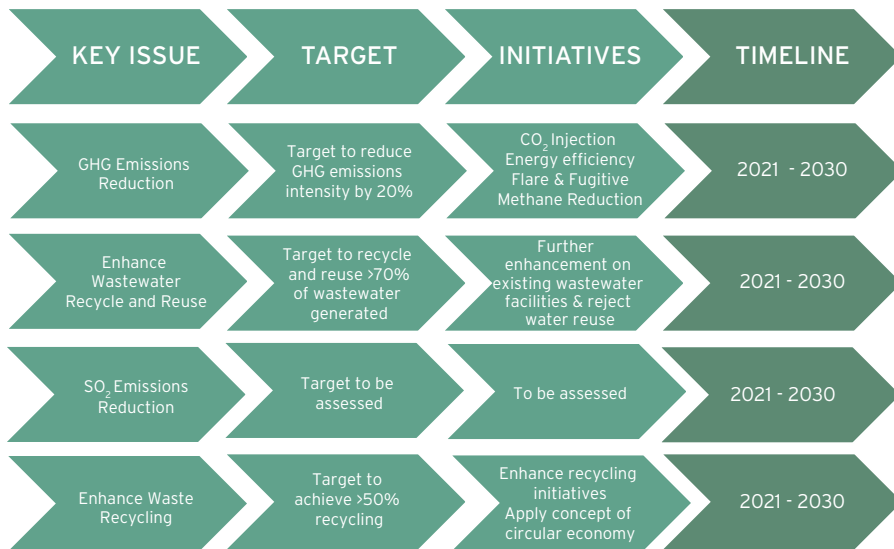 KEY ISSUE
TARGET
INITIATIVES
TIMELINE
GHG Emissions
Reduction
Target to reduce
GHG emissions
intensity by 20%
CO₂ Injection
Energy efficiency
Flare & Fugitive
Methane Reduction
2021 - 2030
Enhance
Wastewater
Recycle and Reuse
Target to recycle
and reuse >70%
of wastewater
generated
Further
enhancement on
existing wastewater
facilities & reject
water reuse
2021 - 2030
SO₂ Emissions
Reduction
Target to be
assessed
To be assessed
2021 - 2030
Enhance Waste
Recycling
Target to
achieve >50%
recycling
Enhance recycling
initiatives
Apply concept of
circular economy
2021 - 2030